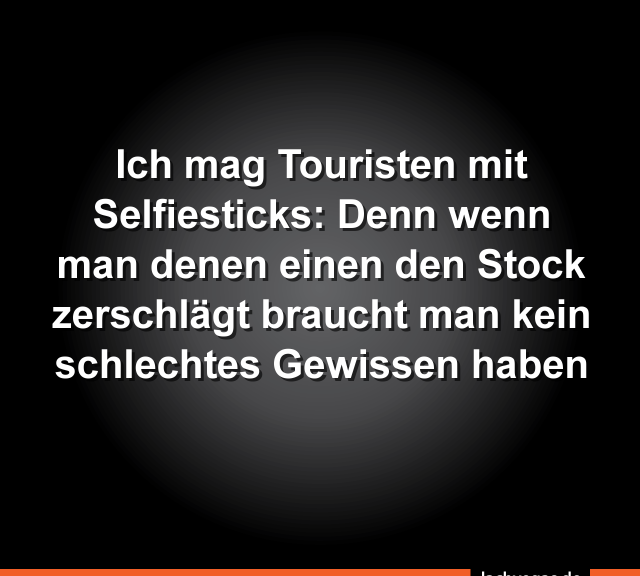 Ich mag Touristen mit
Selfiesticks: Denn wenn
man denen einen den Stock
zerschlägt braucht man kein
schlechtes Gewissen haben